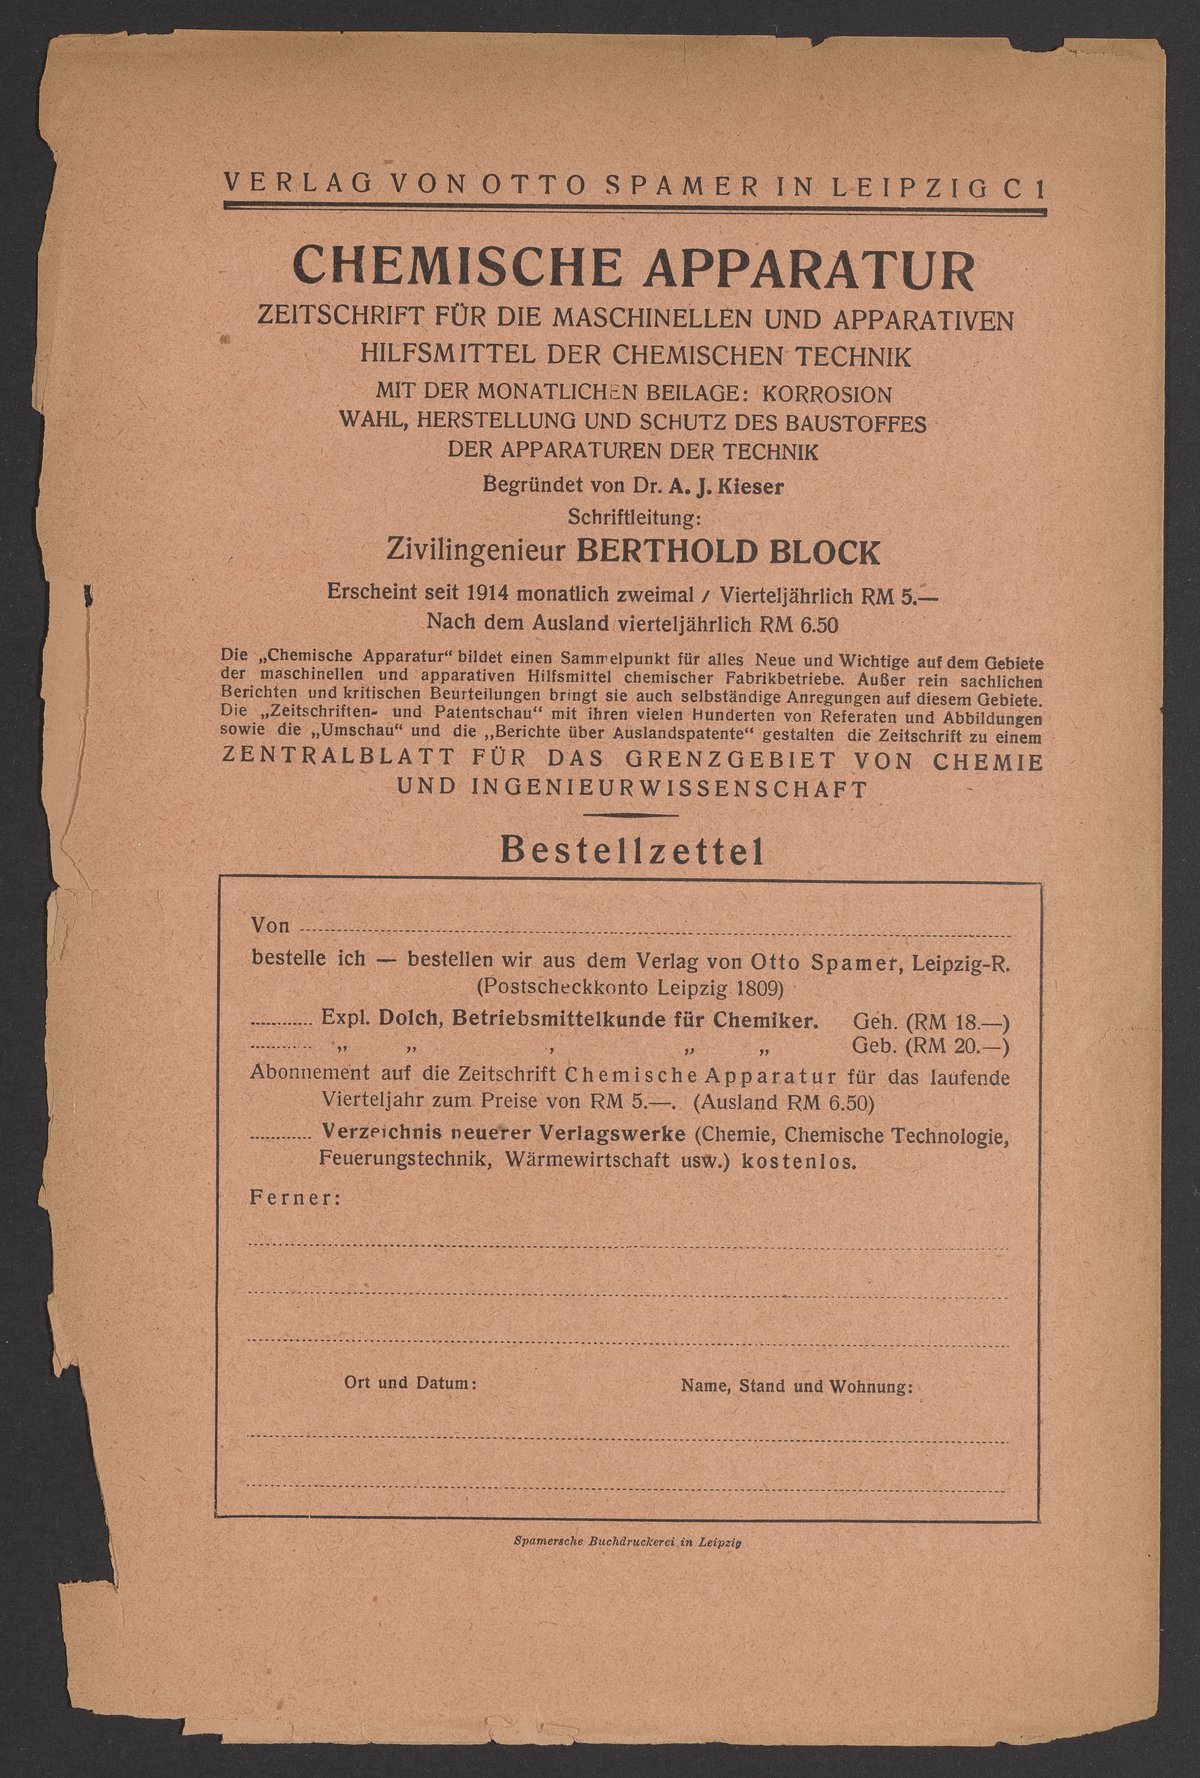 VERLAG VON OTTO SPAMER IN LEIPZIG C 1
CHEMISCHE APPARATUR
ZEITSCHRIFT FÜR DIE MASCHINELLEN UND APPARATIVEN
HILFSMITTEL DER CHEMISCHEN TECHNIK
MIT DER MONATLICHEN BEILAGE: KORROSION
WAHL, HERSTELLUNG UND SCHUTZ DES BAUSTOFFES
DER APPARATUREN DER TECHNIK
Begründet von Dr. A. J. Kieser
Schriftleitung:
Zivilingenieur BERTHOLD BLOCK
Erscheint seit 1914 monatlich zweimal / Vierteljährlich RM 5.—
Nach dem Ausland vierteljährlich RM 6.50
Die „Chemische Apparatur“ bildet einen Sammelpunkt für alles Neue und Wichtige auf dem Gebiete
der maschinellen und apparativen Hilfsmittel chemischer Fabrikbetriebe. Außer rein sachlichen
Berichten und kritischen Beurteilungen bringt sie auch selbständige Anregungen auf diesem Gebiete.
Die „Zeitschriften- und Patentschau“ mit ihren vielen Hunderten von Referaten und Abbildungen
sowie die „Umschau“ und die „Berichte über Auslandspatente“ gestalten die Zeitschrift zu einem
ZENTRALBLATT FÜR DAS GRENZGEBIET VON CHEMIE
UND INGENIEURWISSENSCHAFT
Bestellzettel
Von
bestelle ich — bestellen wir aus dem Verlag von Otto Spamer, Leipzig-R.
(Postscheckkonto Leipzig 1809)
Expl. Dolch, Betriebsmittelkunde für Chemiker. Geh. (RM 18.—)
„ „ , „ „ Geb. (RM 20.—)
Abonnement auf die Zeitschrift Chemische Apparatur für das laufende
Vierteljahr zum Preise von RM 5.—. (Ausland RM 6.50)
Verzeichnis neuerer Verlagswerke (Chemie, Chemische Technologie,
Feuerungstechnik, Wärmewirtschaft usw.) kostenlos.
Ferner:
Ort und Datum: Name, Stand und Wohnung:
Spamersche Buchdruckerei in Leipzig